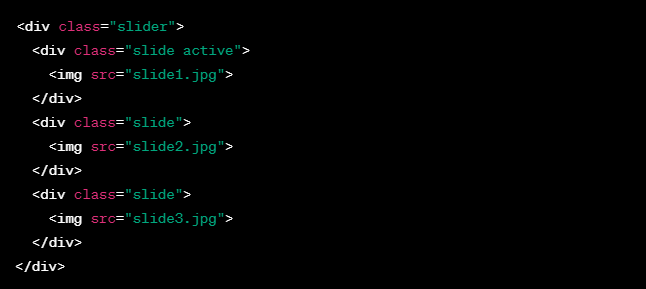 <div class="slider">
  <div class="slide active">
    <img src="slide1.jpg">
  </div>
  <div class="slide">
    <img src="slide2.jpg">
  </div>
  <div class="slide">
    <img src="slide3.jpg">
  </div>
</div>